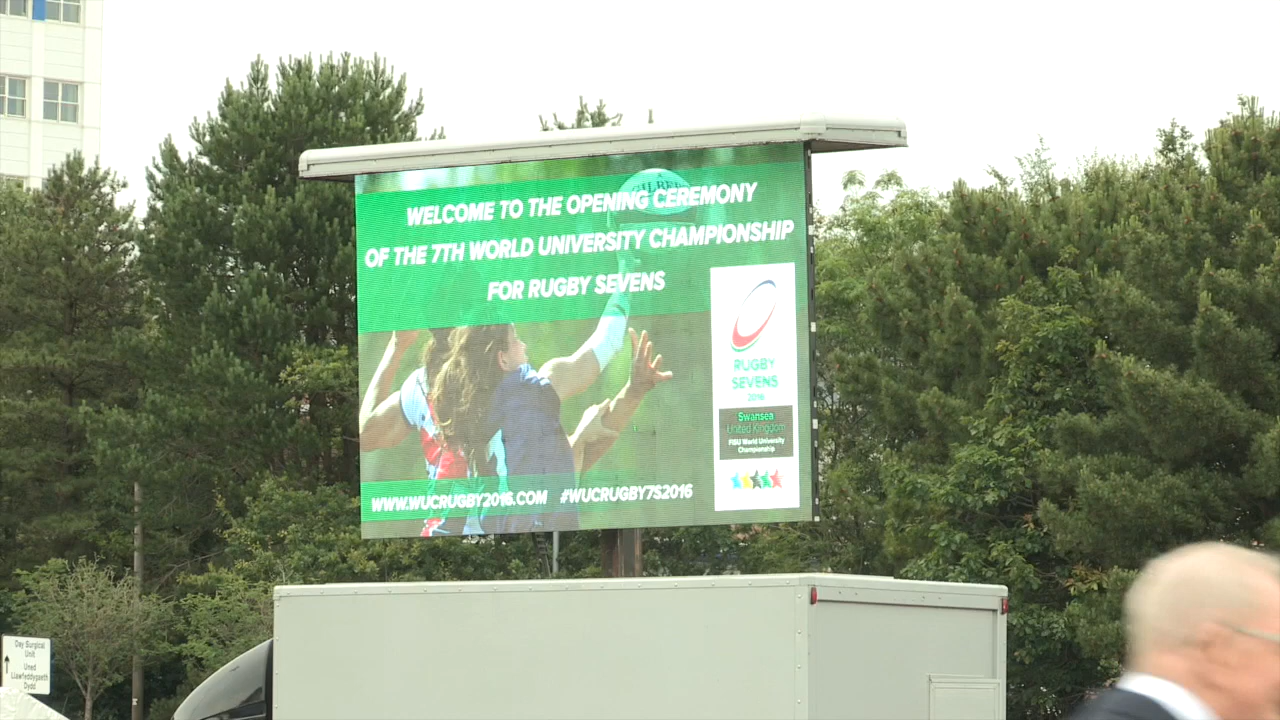 WELCOME TO THE OPENING CEREMONY
OF THE 7TH WORLD UNIVERSITY CHAMPIONSHIP
FOR RUGBY SEVENS
RUGBY
SEVENS
2016
Swansea
United Kingdom
FISU World University
Championship
WWW.WUCRUGBY2016.COM #WUCRUGBY7S2016
Day Surgical
Unit
Uned
Llawfeddygaeth
Dydd